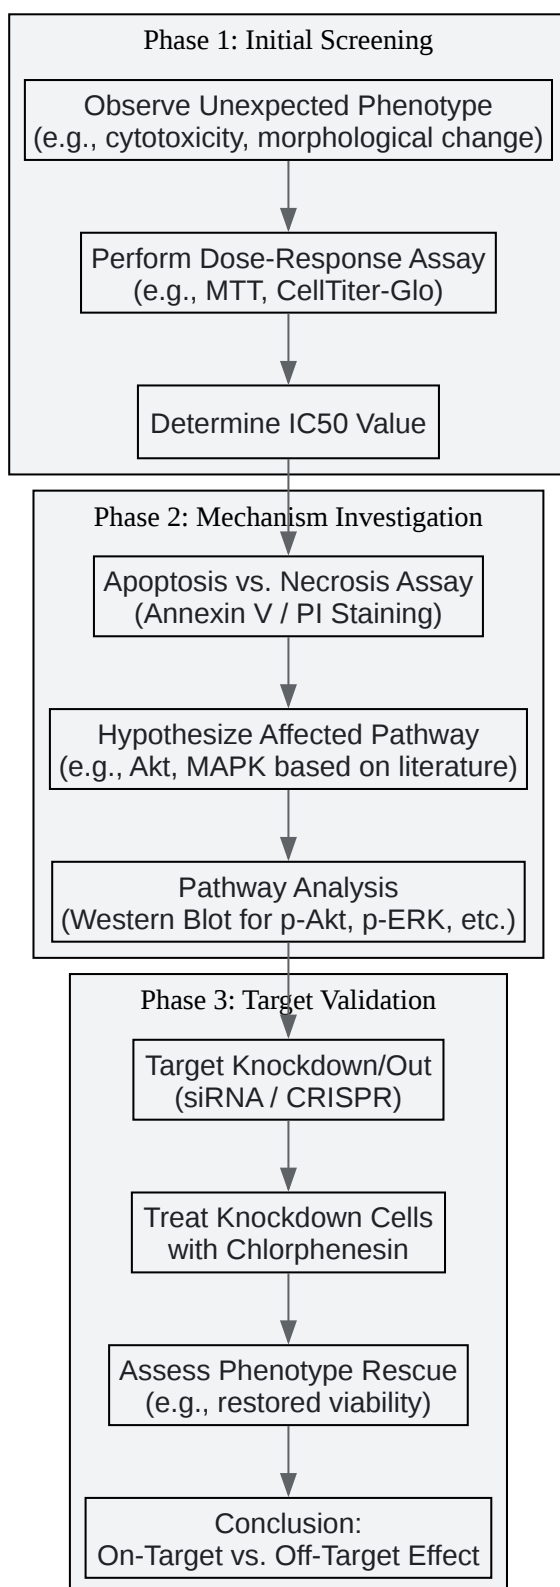 Phase 1: Initial Screening
Observe Unexpected Phenotype
(e.g., cytotoxicity, morphological change)
Perform Dose-Response Assay
(e.g., MTT, CellTiter-Glo)
Determine IC50 Value
Phase 2: Mechanism Investigation
Apoptosis vs. Necrosis Assay
(Annexin V / PI Staining)
Hypothesize Affected Pathway
(e.g., Akt, MAPK based on literature)
Pathway Analysis
(Western Blot for p-Akt, p-ERK, etc.)
Phase 3: Target Validation
Target Knockdown/Out
(siRNA / CRISPR)
Treat Knockdown Cells
with Chlorphenesin
Assess Phenotype Rescue
(e.g., restored viability)
Conclusion:
On-Target vs. Off-Target Effect